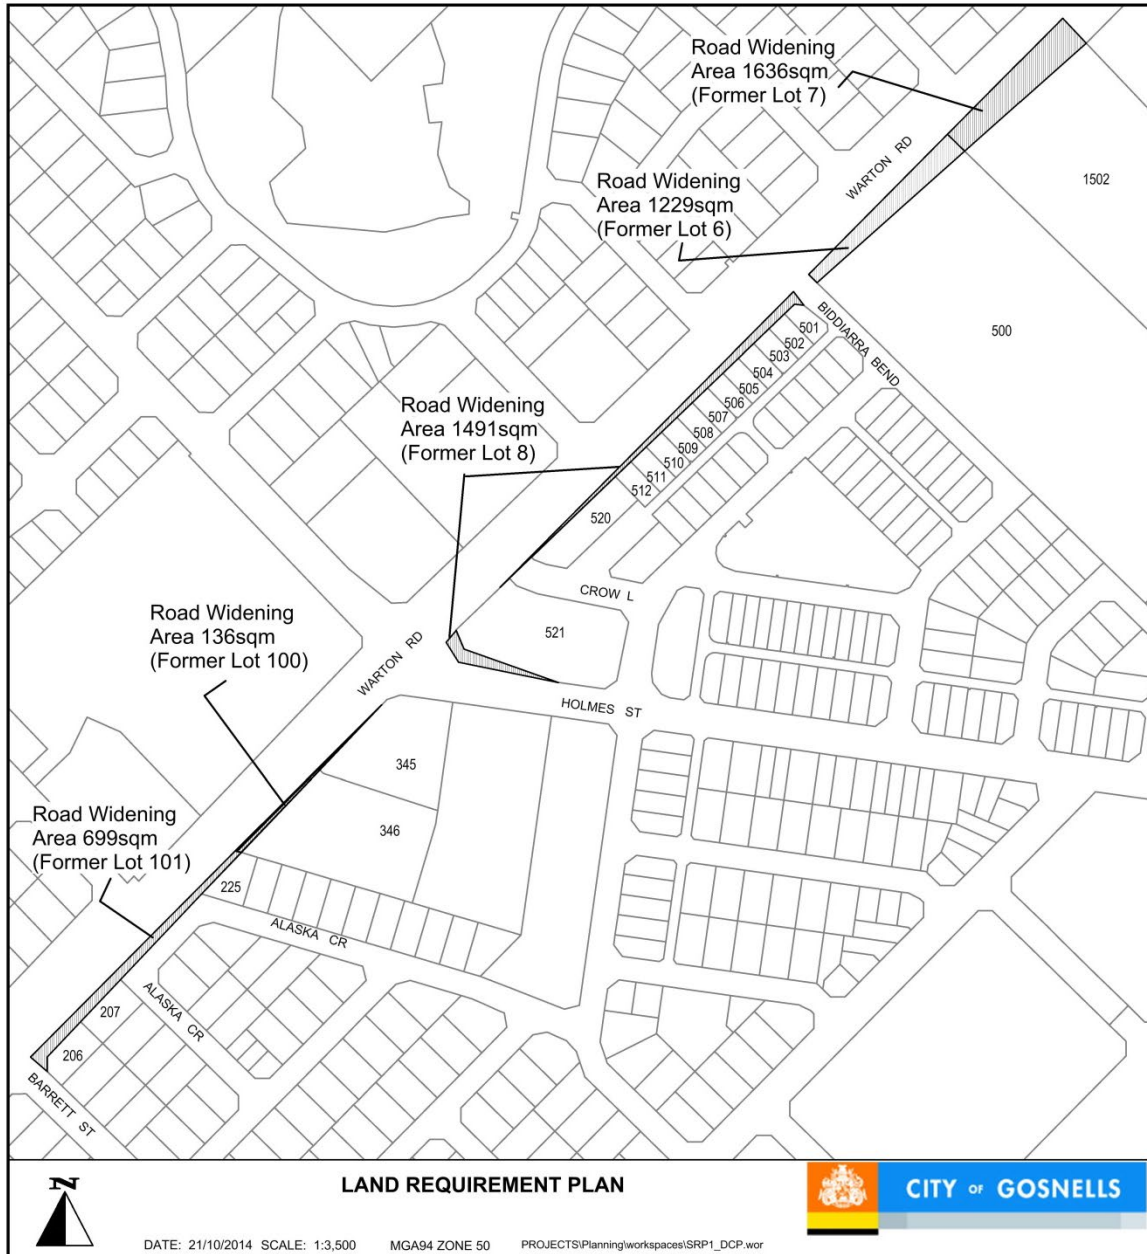 Road Widening
Area 1636sqm
(Former Lot 7)
WARTON RD
1502
Road Widening
Area 1229sqm
(Former Lot 6)
500
BIDDIARRA BEND
501
502
503
504
505
506
507
508
509
510
511
512
520
Road Widening
Area 1491sqm
(Former Lot 8)
CROW L
521
WARTON RD
HOLMES ST
Road Widening
Area 136sqm
(Former Lot 100)
345
346
Road Widening
Area 699sqm
(Former Lot 101)
225
ALASKA CR
ALASKA CR
207
206
BARRETT ST
N
LAND REQUIREMENT PLAN
CITY OF GOSNELLS
DATE: 21/10/2014 SCALE: 1:3,500 MGA94 ZONE 50 PROJECTS\Planning\workspaces\SRP1_DCP.wor